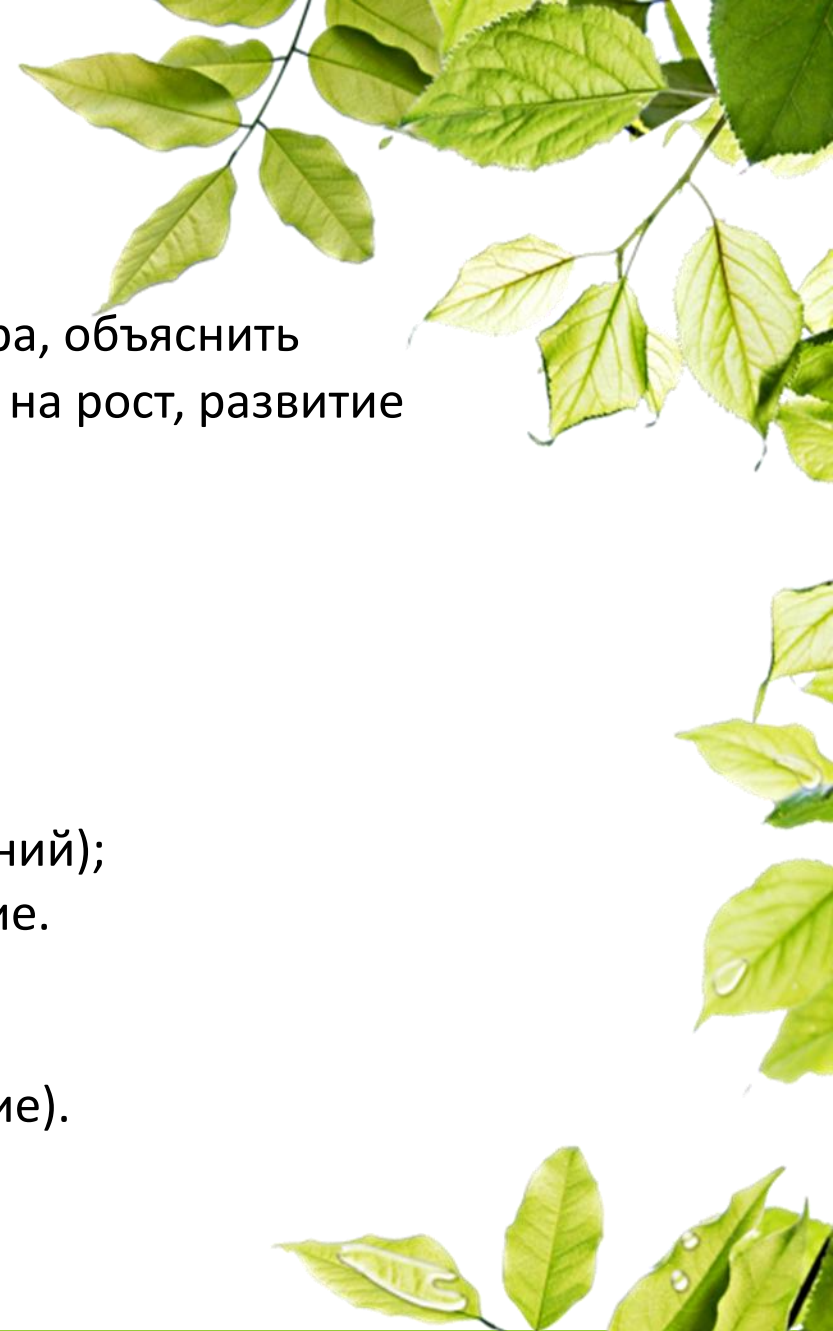 ра, объяснить
на рост, развитие
ний);
ие.
ие).